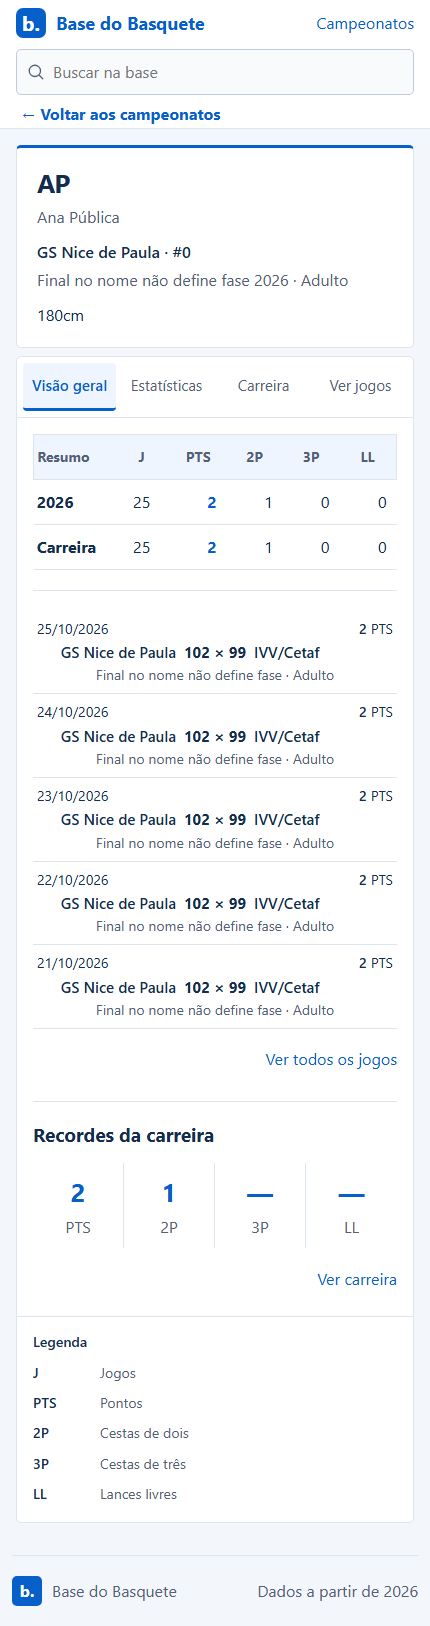 b. Base do Basquete Campeonatos
Buscar na base
← Voltar aos campeonatos
AP
Ana Pública
GS Nice de Paula · #0
Final no nome não define fase 2026 · Adulto
180cm
Visão geral Estatísticas Carreira Ver jogos
Resumo J PTS 2P 3P LL
2026 25 2 1 0 0
Carreira 25 2 1 0 0
25/10/2026 2 PTS
GS Nice de Paula 102 × 99 IVV/Cetaf
Final no nome não define fase · Adulto
24/10/2026 2 PTS
GS Nice de Paula 102 × 99 IVV/Cetaf
Final no nome não define fase · Adulto
23/10/2026 2 PTS
GS Nice de Paula 102 × 99 IVV/Cetaf
Final no nome não define fase · Adulto
22/10/2026 2 PTS
GS Nice de Paula 102 × 99 IVV/Cetaf
Final no nome não define fase · Adulto
21/10/2026 2 PTS
GS Nice de Paula 102 × 99 IVV/Cetaf
Final no nome não define fase · Adulto
Ver todos os jogos
Recordes da carreira
2 1 — —
PTS 2P 3P LL
Ver carreira
Legenda
J Jogos
PTS Pontos
2P Cestas de dois
3P Cestas de três
LL Lances livres
b. Base do Basquete Dados a partir de 2026